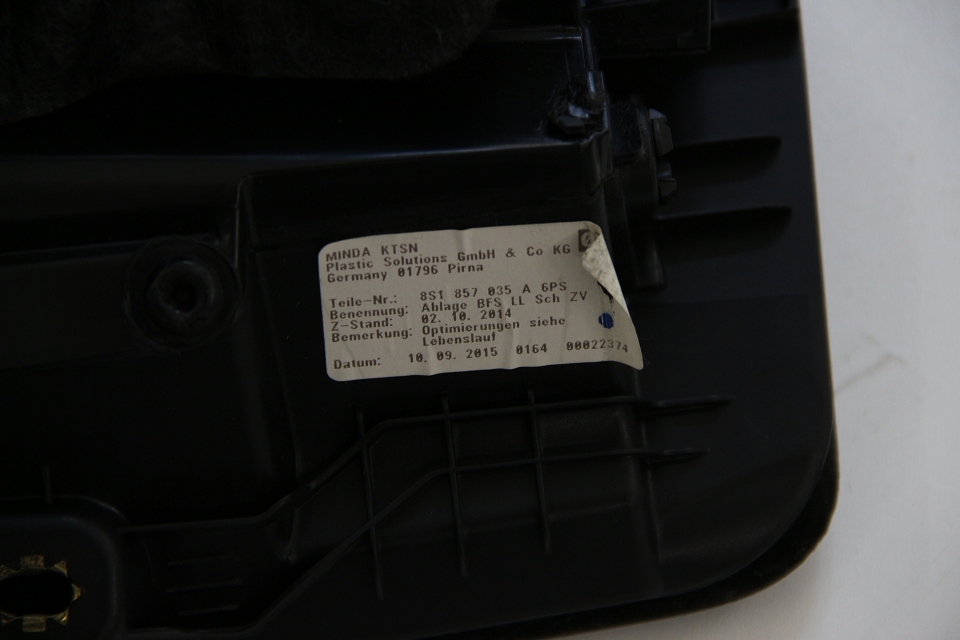 MINDA KTSN
Plastic Solutions GmbH & Co KG
Germany 01796 Pirna
Teile-Nr.: 8S1 857 035 A 6PS
Benennung: Ablage BFS LL Sch ZV
Z-Stand: 02. 10. 2014
Bemerkung: Optimierungen siehe
Lebenslauf
Datum: 10. 09. 2015 0164 00022374